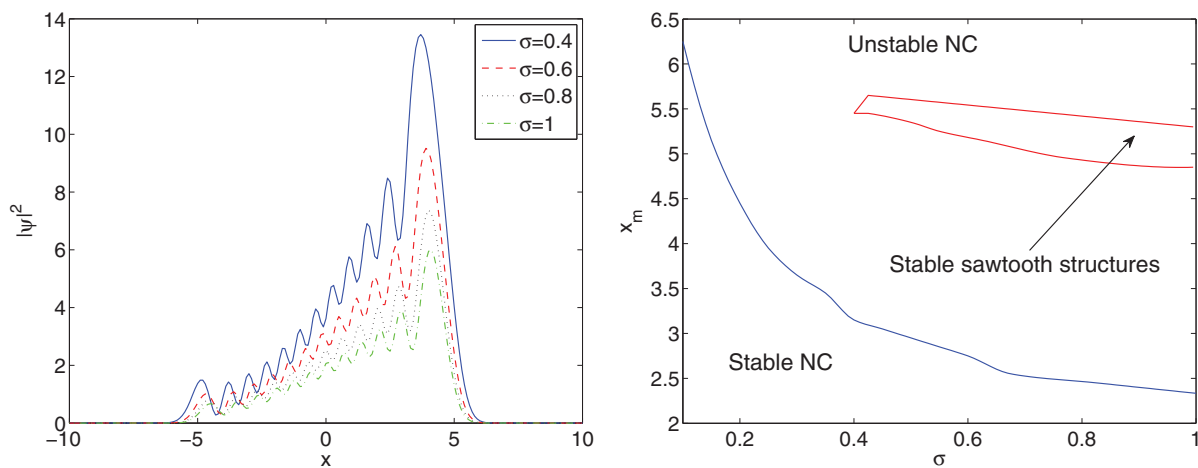 14
12
10
8
6
4
2
0
|ψ|²
−10
−5
0
5
10
x
σ=0.4
σ=0.6
σ=0.8
σ=1
6.5
6
5.5
5
4.5
4
3.5
3
2.5
2
x_m
0.2
0.4
0.6
0.8
1
σ
Unstable NC
Stable sawtooth structures
Stable NC